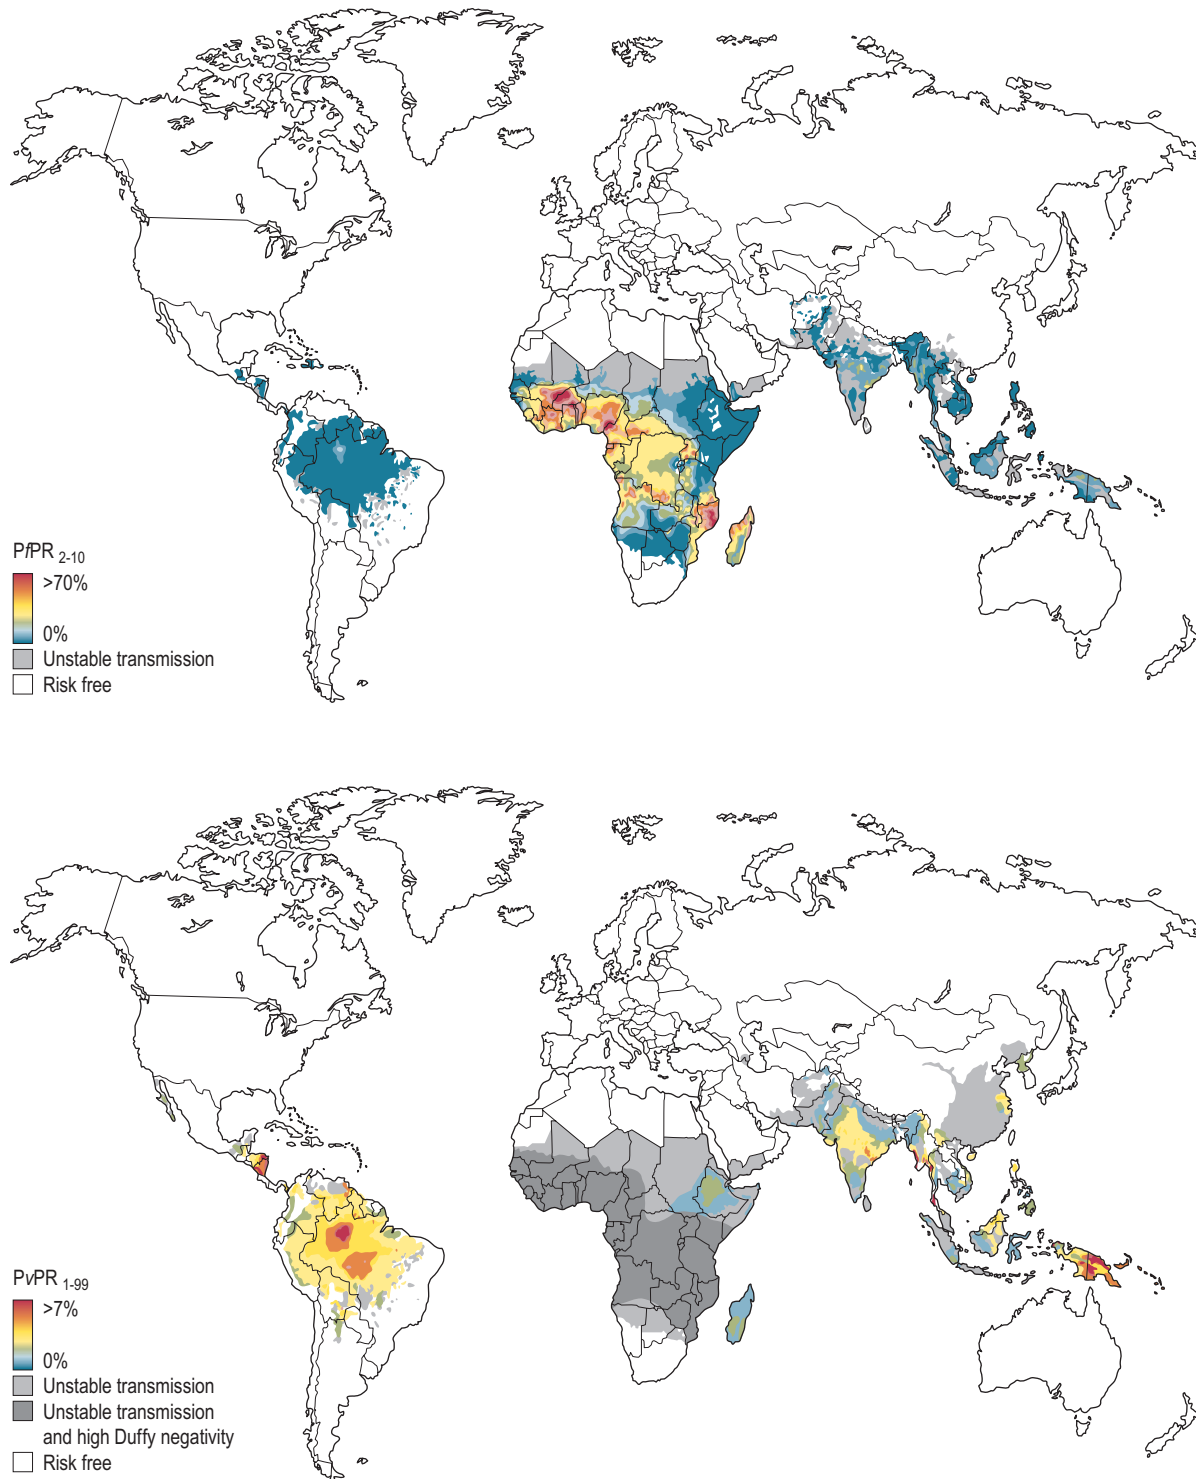 PfPR 2-10
>70%
0%
Unstable transmission
Risk free
PvPR 1-99
>7%
0%
Unstable transmission
Unstable transmission
and high Duffy negativity
Risk free